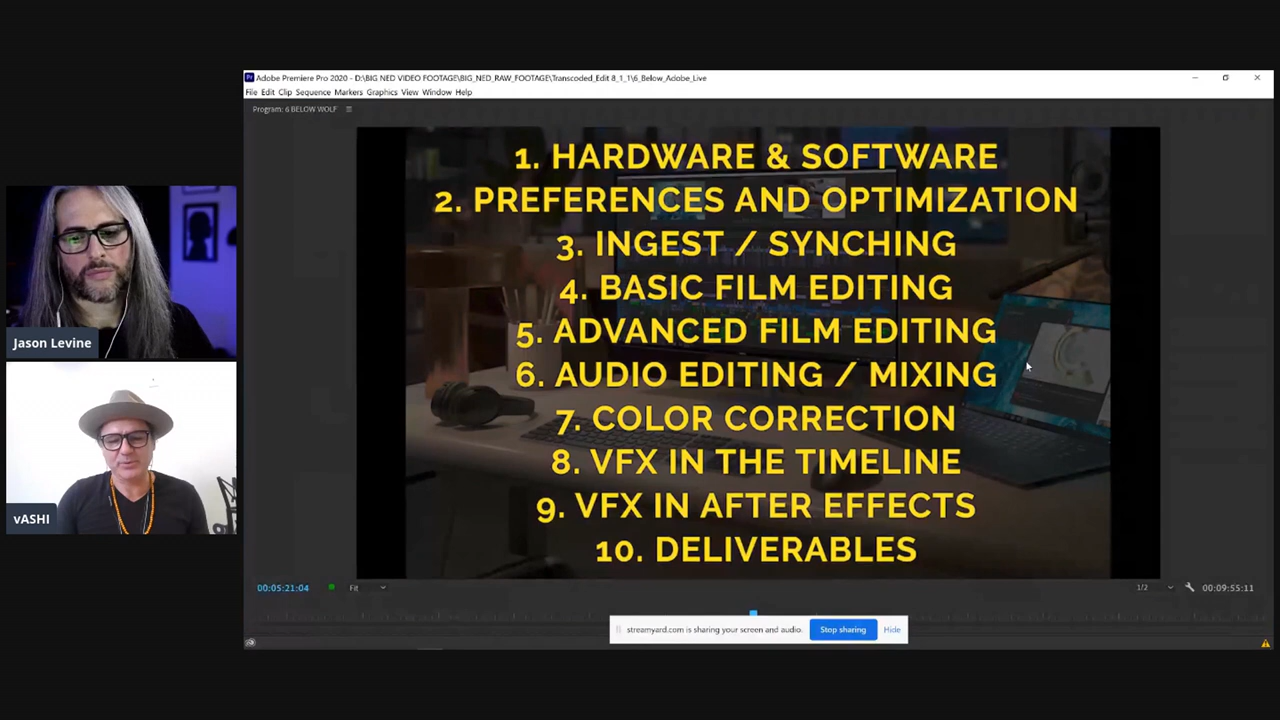 Adobe Premiere Pro 2020 - D:\BIG NED VIDEO FOOTAGE\BIG_NED_RAW_FOOTAGE\Transcoded_Edit 8_1_1\6_Below_Adobe_Live
File Edit Clip Sequence Markers Graphics View Window Help
Program: 6 BELOW WOLF
1. HARDWARE & SOFTWARE
2. PREFERENCES AND OPTIMIZATION
3. INGEST / SYNCHING
4. BASIC FILM EDITING
5. ADVANCED FILM EDITING
6. AUDIO EDITING / MIXING
7. COLOR CORRECTION
8. VFX IN THE TIMELINE
9. VFX IN AFTER EFFECTS
10. DELIVERABLES
Jason Levine
vASHI
00:05:21:04 Fit 1/2 00:09:55:11
streamyard.com is sharing your screen and audio. Stop sharing Hide